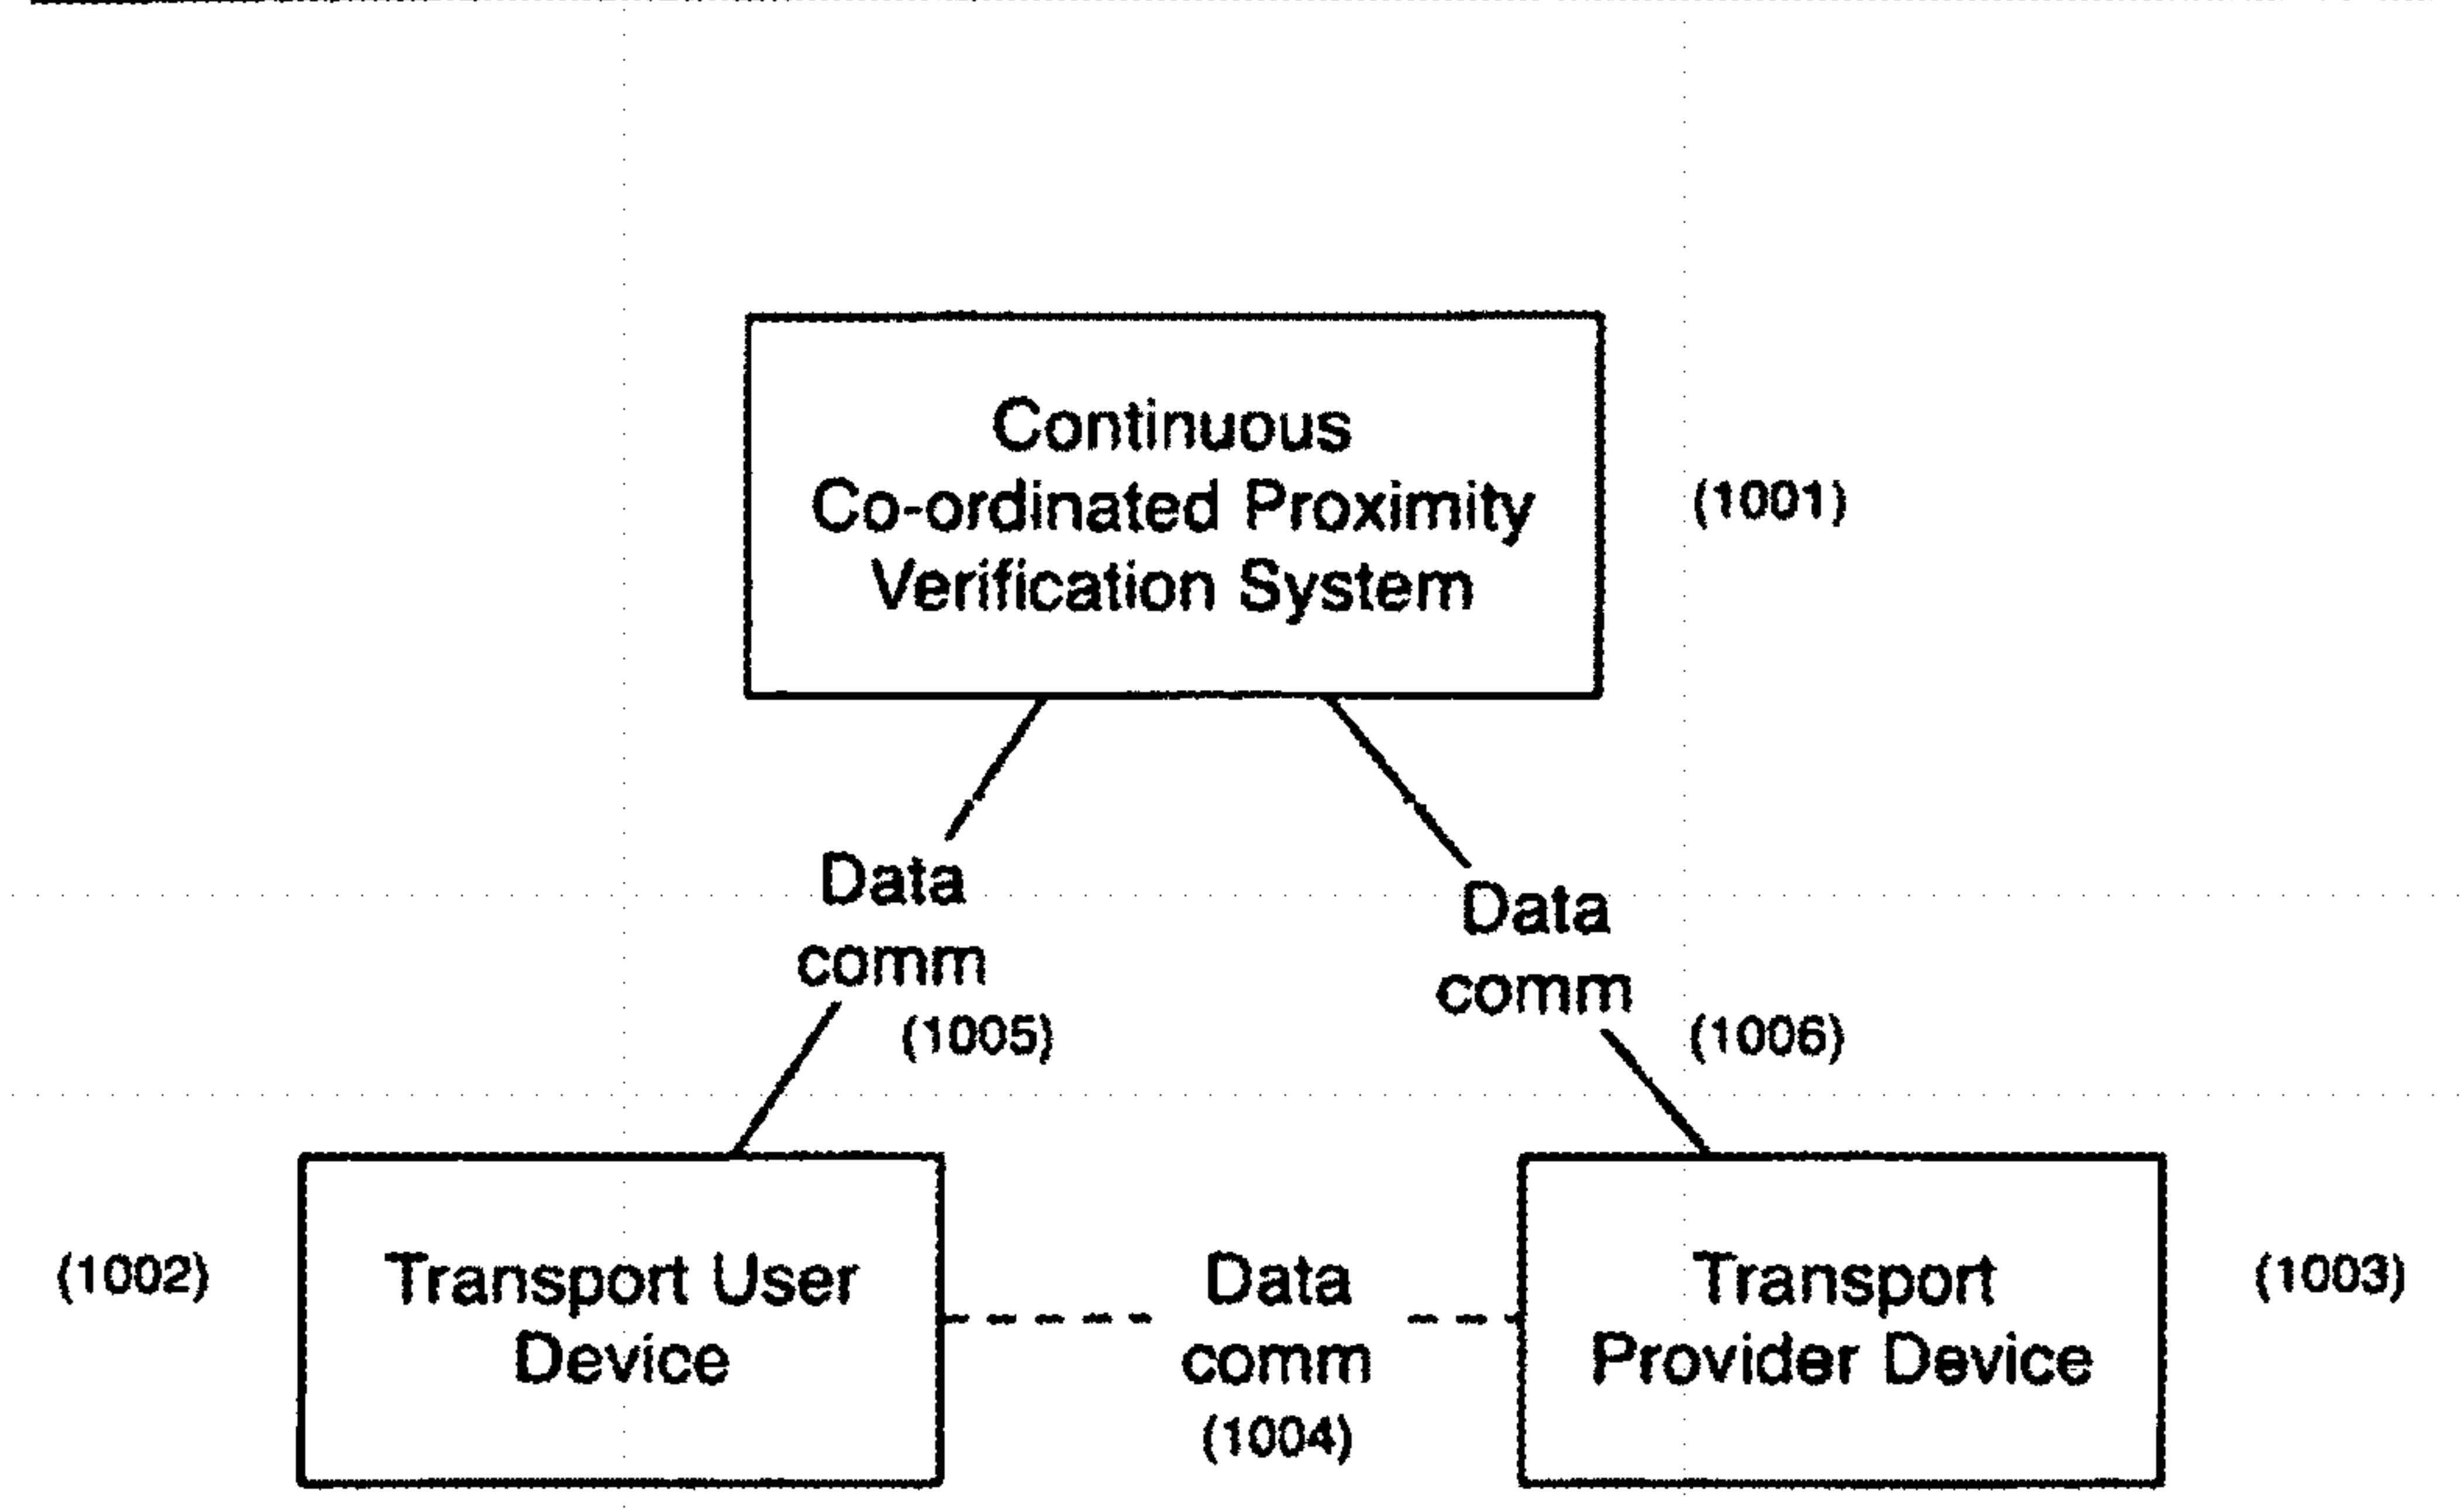 Continuous
Co-ordinated Proximity
Verification System
(1001)
Data
comm
(1005)
Data
comm
(1006)
(1002)
Transport User
Device
Data
comm
(1004)
Transport
Provider Device
(1003)